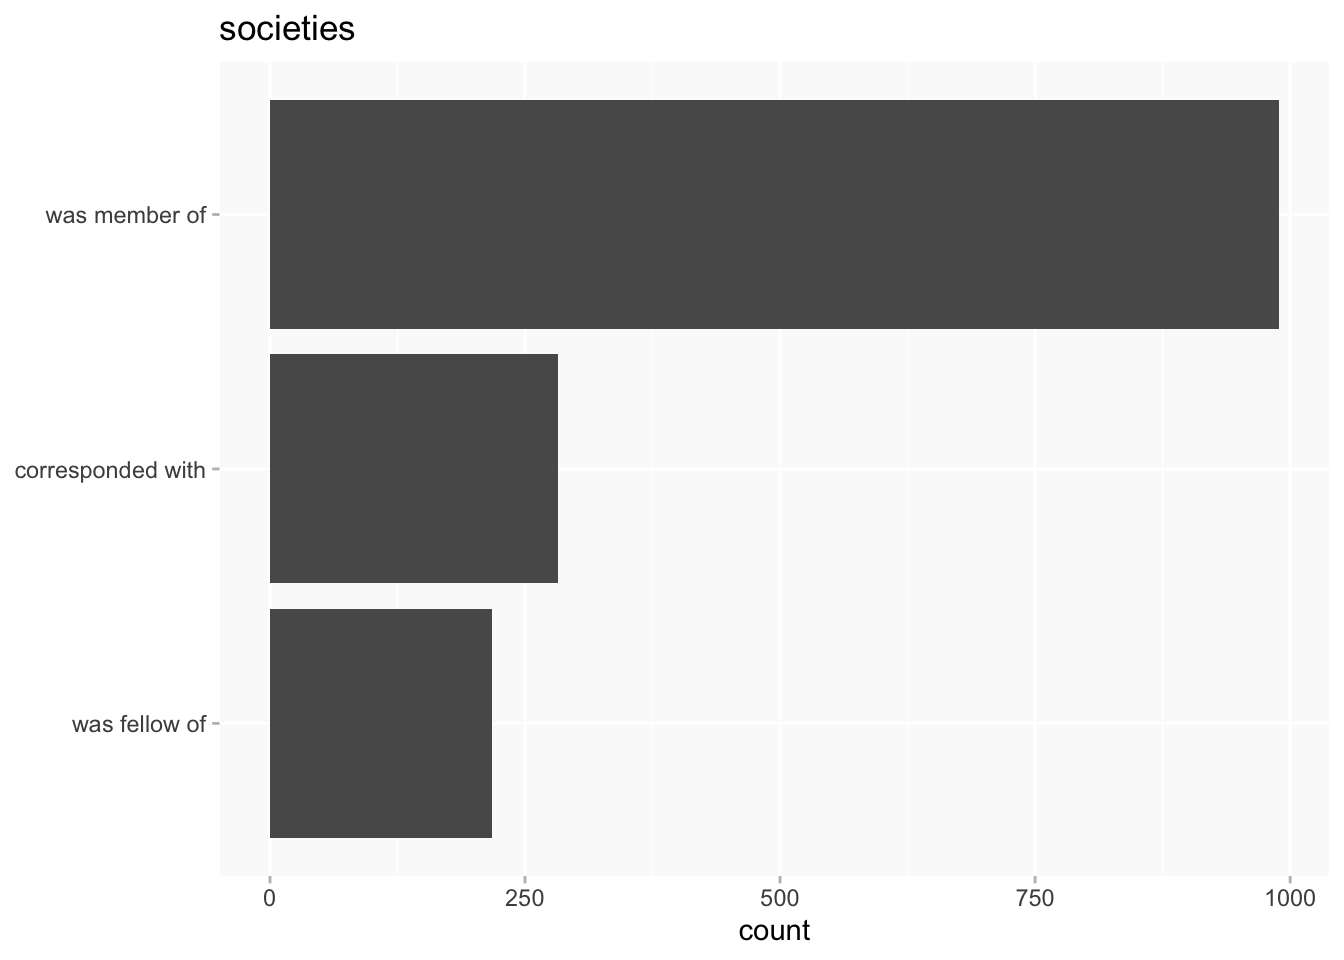 societies
was member of
corresponded with
was fellow of
0 250 500 750 1000
count